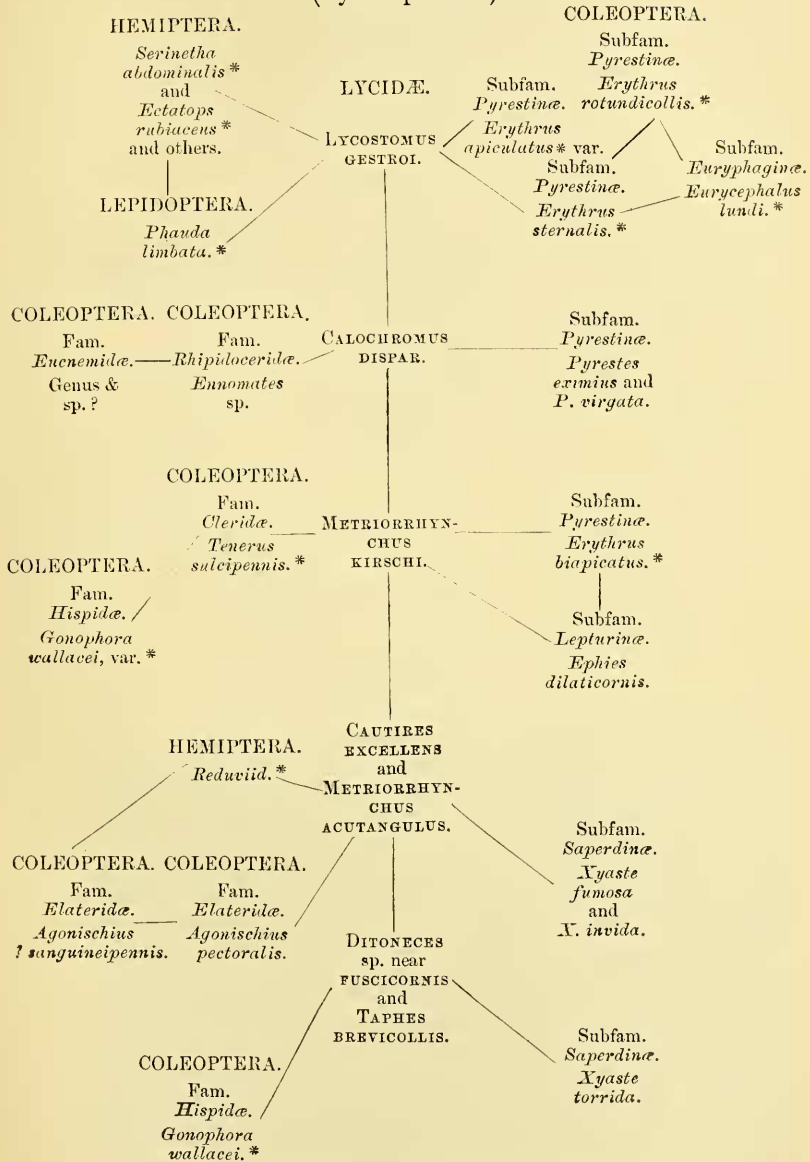 HEMIPTERA.
Serinetha
abdominalis *
and
Ectatops
rubiaceus *
and others.
LEPIDOPTERA.
Phauda
limbata. *
LYCIDÆ.
LYCOSTOMUS
GESTROI.
Subfam.
Pyrestinæ.
Erythrus
apiculatus * var.
Subfam.
Pyrestinæ.
Erythrus
sternalis. *
COLEOPTERA.
Subfam.
Pyrestinæ.
Erythrus
rotundicollis. *
Subfam.
Euryphaginæ.
Eurycephalus
lundi. *
COLEOPTERA.
Fam.
Eucnemidæ.
Genus &
sp. ?
COLEOPTERA.
Fam.
Rhipidoceridæ.
Ennomates
sp.
CALOCHROMUS
DISPAR.
Subfam.
Pyrestinæ.
Pyrestes
eximius and
P. virgata.
COLEOPTERA.
Fam.
Cleridæ.
Tenerus
sulcipennis. *
METRIORRHYN-
CHUS
KIRSCHI.
Subfam.
Pyrestinæ.
Erythrus
biapicatus. *
COLEOPTERA.
Fam.
Hispidæ.
Gonophora
wallacei, var. *
Subfam.
Lepturinæ.
Ephies
dilaticornis.
HEMIPTERA.
Reduviid. *
CAUTIRES
EXCELLENS
and
METRIORRHYN-
CHUS
ACUTANGULUS.
COLEOPTERA.
Fam.
Elateridæ.
Agonischius
? sanguineipennis.
COLEOPTERA.
Fam.
Elateridæ.
Agonischius
pectoralis.
Subfam.
Saperdinæ.
Xyaste
fumosa
and
X. invida.
DITONECES
sp. near
FUSCICORNIS
and
TAPHES
BREVICOLLIS.
COLEOPTERA.
Fam.
Hispidæ.
Gonophora
wallacei. *
Subfam.
Saperdinæ.
Xyaste
torrida.